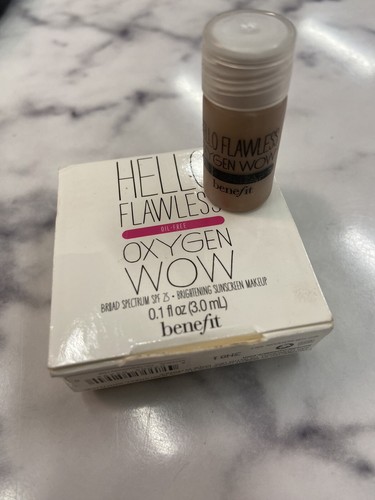 HELLO
FLAWLESS
OIL-FREE
OXYGEN
WOW
BROAD SPECTRUM SPF 25 • BRIGHTENING SUNSCREEN MAKEUP
0.1 fl oz (3.0 mL)
benefit
LO FLAWLESS
YGEN WOW
benefit